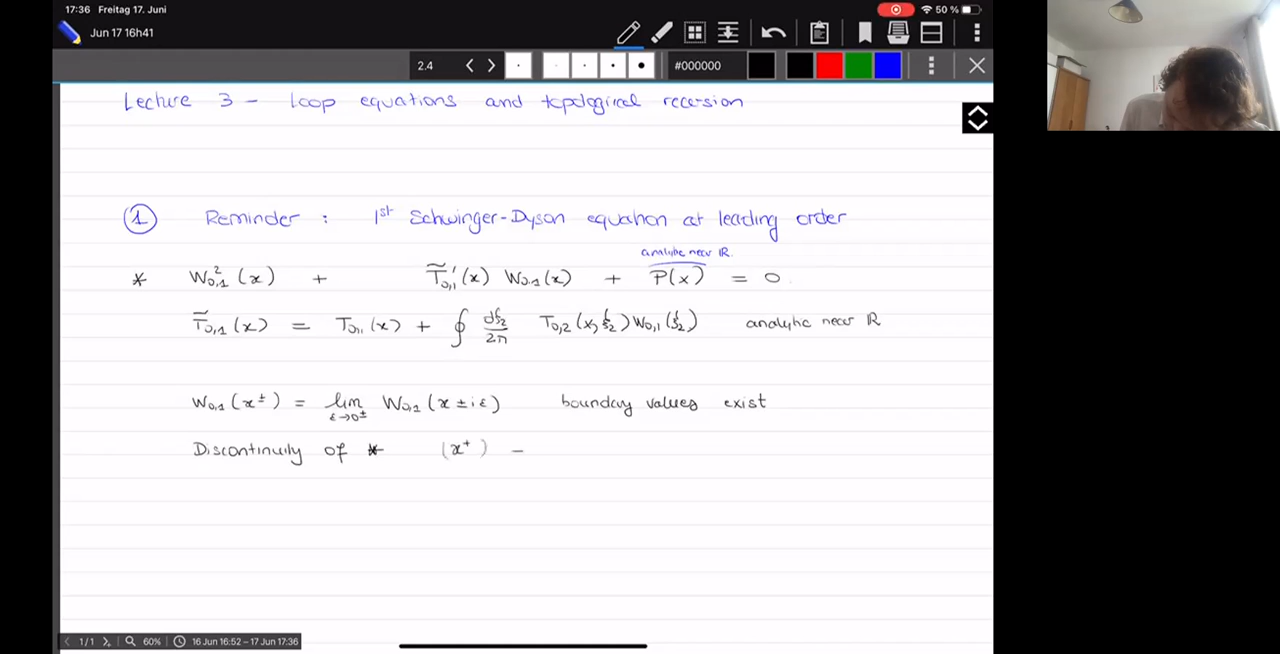 17:36 Freitag 17. Juni 50 %
Jun 17 16h41
2.4 #000000
Lecture 3 - Loop equations and topological recersion
① Reminder : 1st Schwinger-Dyson equation at leading order
analytic near ℝ
* W₀,₁²(x) + T̃₀,₁'(x) W₀,₁(x) + P(x) = 0
T̃₀,₁(x) = T₀,₁(x) + ∮ dξ₂/2π T₀,₂(x, ξ₂) W₀,₁(ξ₂) analytic near ℝ
W₀,₁(x±) = lim ε→0± W₀,₁(x ± iε) boundary values exist
Discontinuity of * (x⁺) -
1/1 60% 16 Jun 16:52 – 17 Jun 17:36